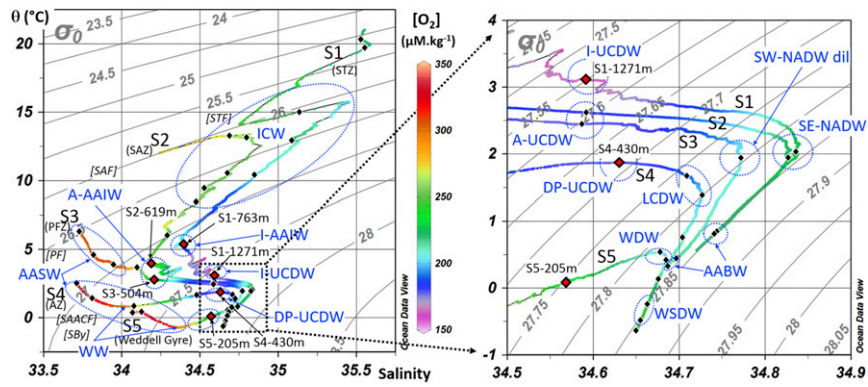 θ (°C)
σ0
23.5
24
24.5
25
25.5
26
26
27
27.5
28
20
15
10
5
0
S1
(STZ)
[STF]
S2
(SAZ)
ICW
[SAF]
A-AAIW
S2-619m
S1-763m
I-AAIW
S1-1271m
I-UCDW
S3
(PFZ)
[PF]
AASW
S3-504m
S4
(AZ)
[SAACF]
[SBy]
WW
S5
(Weddell Gyre)
S5-205m
S4-430m
DP-UCDW
33.5
34
34.5
35
35.5
Salinity
Ocean Data View
[O2]
(µM.kg-1)
350
300
250
200
150
Ocean Data View
4
3
2
1
0
-1
27.45
27.5
σ0
I-UCDW
S1-1271m
SW-NADW dil
27.55
27.6
27.65
27.7
S1
S2
S3
A-UCDW
S4-430m
S4
SE-NADW
DP-UCDW
LCDW
27.9
WDW
AABW
S5
S5-205m
27.75
27.8
27.85
WSDW
27.95
28
28.05
34.5
34.6
34.7
34.8
34.9